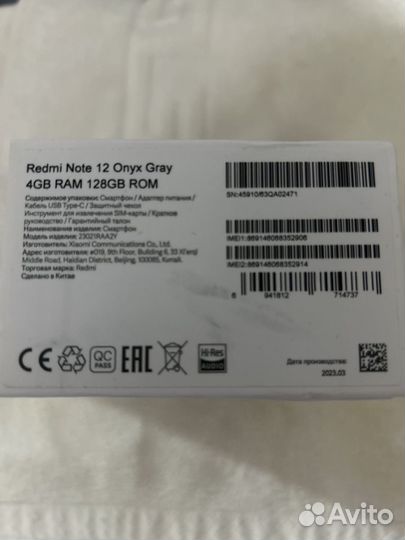 Redmi Note 12 Onyx Gray
4GB RAM 128GB ROM
Содержимое упаковки: Смартфон / Адаптер питания /
Кабель USB Type-C / Защитный чехол
Инструмент для извлечения SIM-карты / Краткое
руководство / Гарантийный талон
Наименование изделия: Смартфон
Модель изделия: 23021RAA2Y
Изготовитель: Xiaomi Communications Co., Ltd.
Адрес изготовителя: #019, 9th Floor, Building 6, 33 Xi'erqi
Middle Road, Haidian District, Beijing, 100085, Китай.
Торговая марка: Redmi
Сделано в Китае
SN:45910/63QA02471
IMEI1:869146068352906
IMEI2:869146068352914
6 941812 714737
CE
QC
PASS
EAC
Hi-Res
AUDIO
Дата производства:
2023.03
Avito